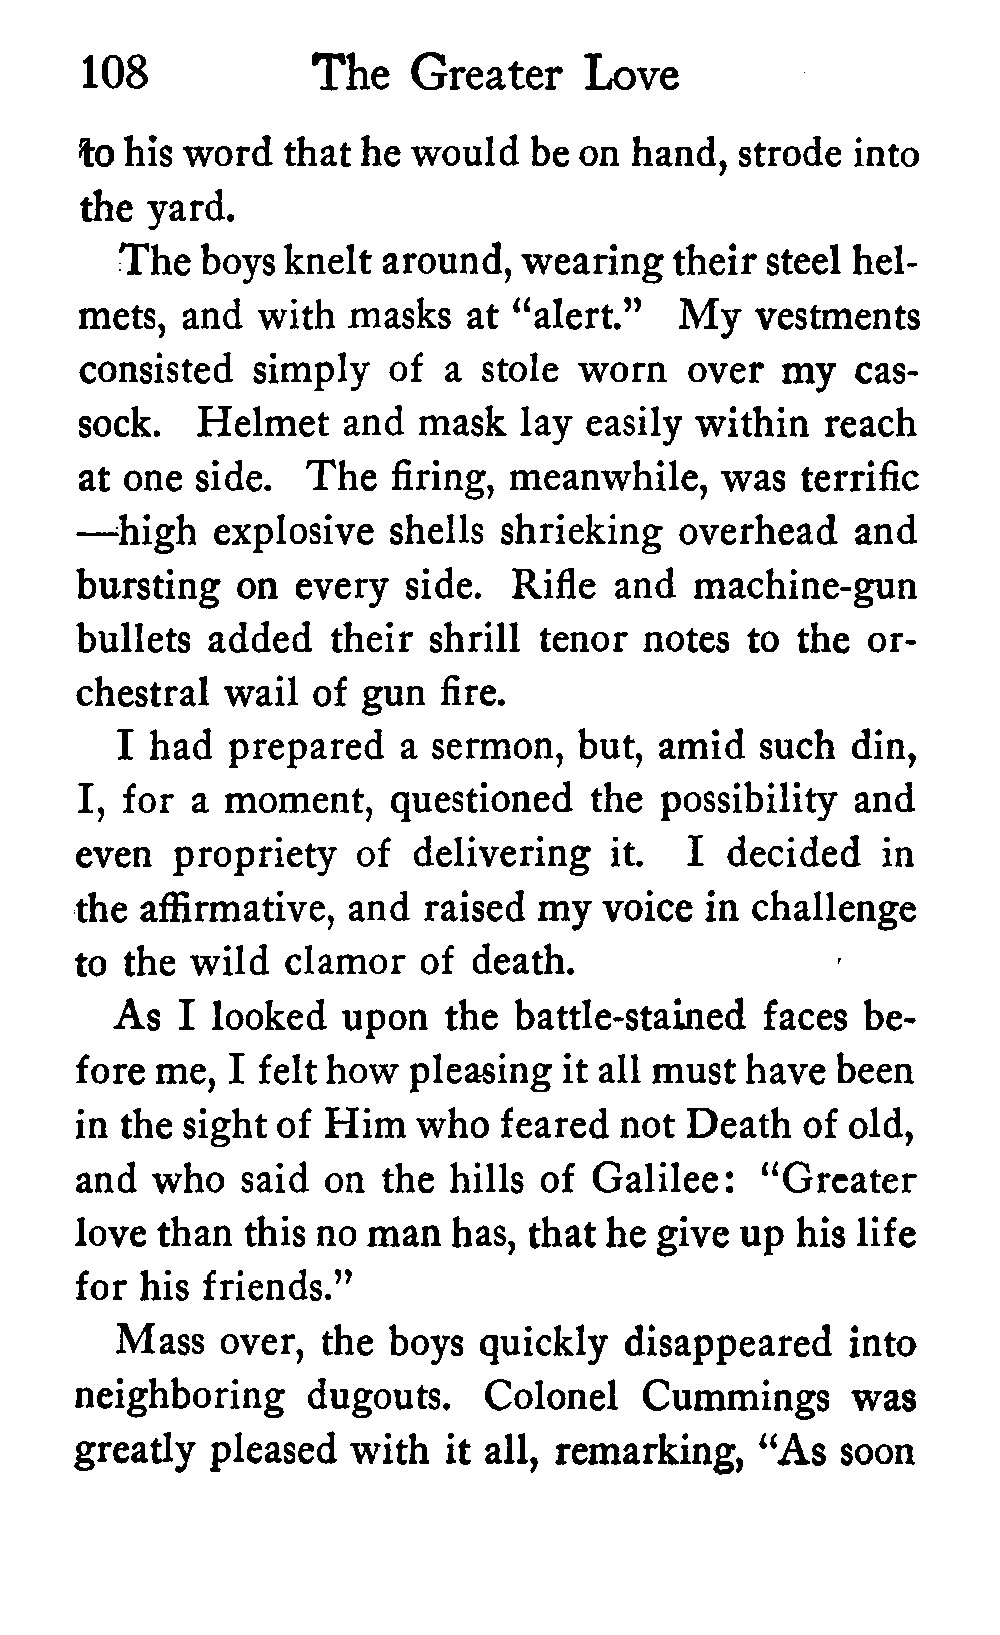 108 The Greater Love
to his word that he would be on hand, strode into
the yard.
The boys knelt around, wearing their steel hel-
mets, and with masks at “alert.” My vestments
consisted simply of a stole worn over my cas-
sock. Helmet and mask lay easily within reach
at one side. The firing, meanwhile, was terrific
—high explosive shells shrieking overhead and
bursting on every side. Rifle and machine-gun
bullets added their shrill tenor notes to the or-
chestral wail of gun fire.
I had prepared a sermon, but, amid such din,
I, for a moment, questioned the possibility and
even propriety of delivering it. I decided in
the affirmative, and raised my voice in challenge
to the wild clamor of death.
As I looked upon the battle-stained faces be-
fore me, I felt how pleasing it all must have been
in the sight of Him who feared not Death of old,
and who said on the hills of Galilee: “Greater
love than this no man has, that he give up his life
for his friends.”
Mass over, the boys quickly disappeared into
neighboring dugouts. Colonel Cummings was
greatly pleased with it all, remarking, “As soon